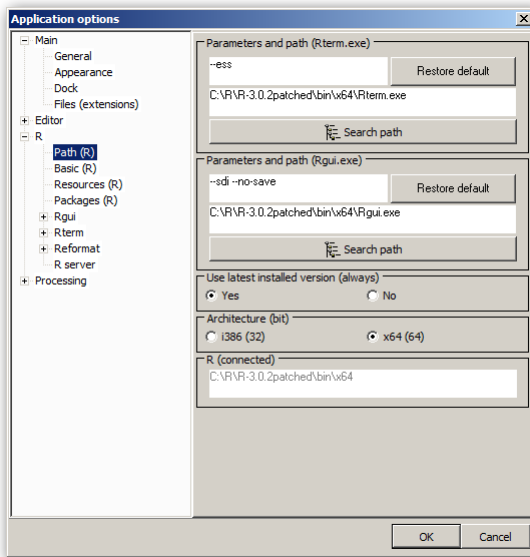 Application options
Main
General
Appearance
Dock
Files (extensions)
Editor
R
Path (R)
Basic (R)
Resources (R)
Packages (R)
Rgui
Rterm
Reformat
R server
Processing
Parameters and path (Rterm.exe)
--ess
Restore default
C:\R\R-3.0.2patched\bin\x64\Rterm.exe
Search path
Parameters and path (Rgui.exe)
--sdi --no-save
Restore default
C:\R\R-3.0.2patched\bin\x64\Rgui.exe
Search path
Use latest installed version (always)
Yes No
Architecture (bit)
i386 (32) x64 (64)
R (connected)
C:\R\R-3.0.2patched\bin\x64
OK Cancel